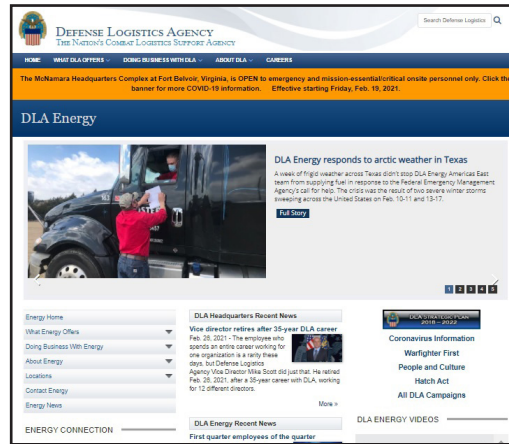 DEFENSE LOGISTICS AGENCY
THE NATION'S COMBAT LOGISTICS SUPPORT AGENCY
Search Defense Logistics
HOME WHAT DLA OFFERS DOING BUSINESS WITH DLA ABOUT DLA CAREERS
The McNamara Headquarters Complex at Fort Belvoir, Virginia, is OPEN to emergency and mission-essential/critical onsite personnel only. Click the
banner for more COVID-19 information. Effective starting Friday, Feb. 19, 2021.
DLA Energy
DLA Energy responds to arctic weather in Texas
A week of frigid weather across Texas didn't stop DLA Energy Americas East
team from supplying fuel in response to the Federal Emergency Management
Agency's call for help. The crisis was the result of two severe winter storms
sweeping across the United States on Feb. 10-11 and 13-17.
Full Story
1 2 3 4 5
Energy Home
What Energy Offers
Doing Business With Energy
About Energy
Locations
Contact Energy
Energy News
ENERGY CONNECTION
DLA Headquarters Recent News
Vice director retires after 35-year DLA career
Feb. 26, 2021 - The employee who
spends an entire career working for
one organization is a rarity these
days, but Defense Logistics
Agency Vice Director Mike Scott did just that. He retired
Feb. 26, 2021, after a 35-year career with DLA, working
for 12 different directors.
More »
DLA Energy Recent News
First quarter employees of the quarter
DLA STRATEGIC PLAN
2018 – 2022
Coronavirus Information
Warfighter First
People and Culture
Hatch Act
All DLA Campaigns
DLA ENERGY VIDEOS